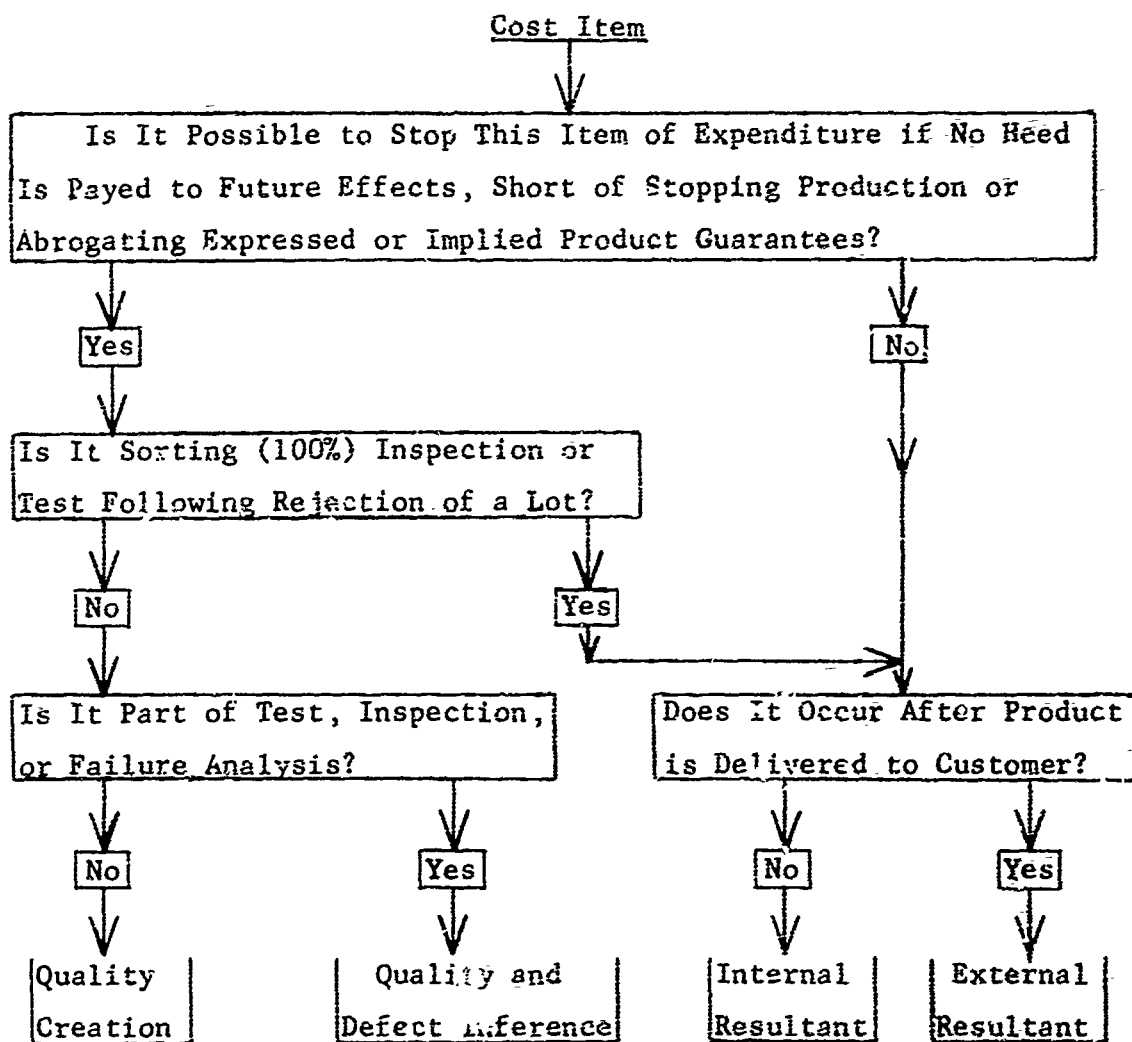 Cost Item
Is It Possible to Stop This Item of Expenditure if No Heed
Is Payed to Future Effects, Short of Stopping Production or
Abrogating Expressed or Implied Product Guarantees?
Yes
No
Is It Sorting (100%) Inspection or
Test Following Rejection of a Lot?
No
Yes
Is It Part of Test, Inspection,
or Failure Analysis?
Does It Occur After Product
is Delivered to Customer?
No
Yes
No
Yes
Quality
Creation
Quality and
Defect Inference
Internal
Resultant
External
Resultant